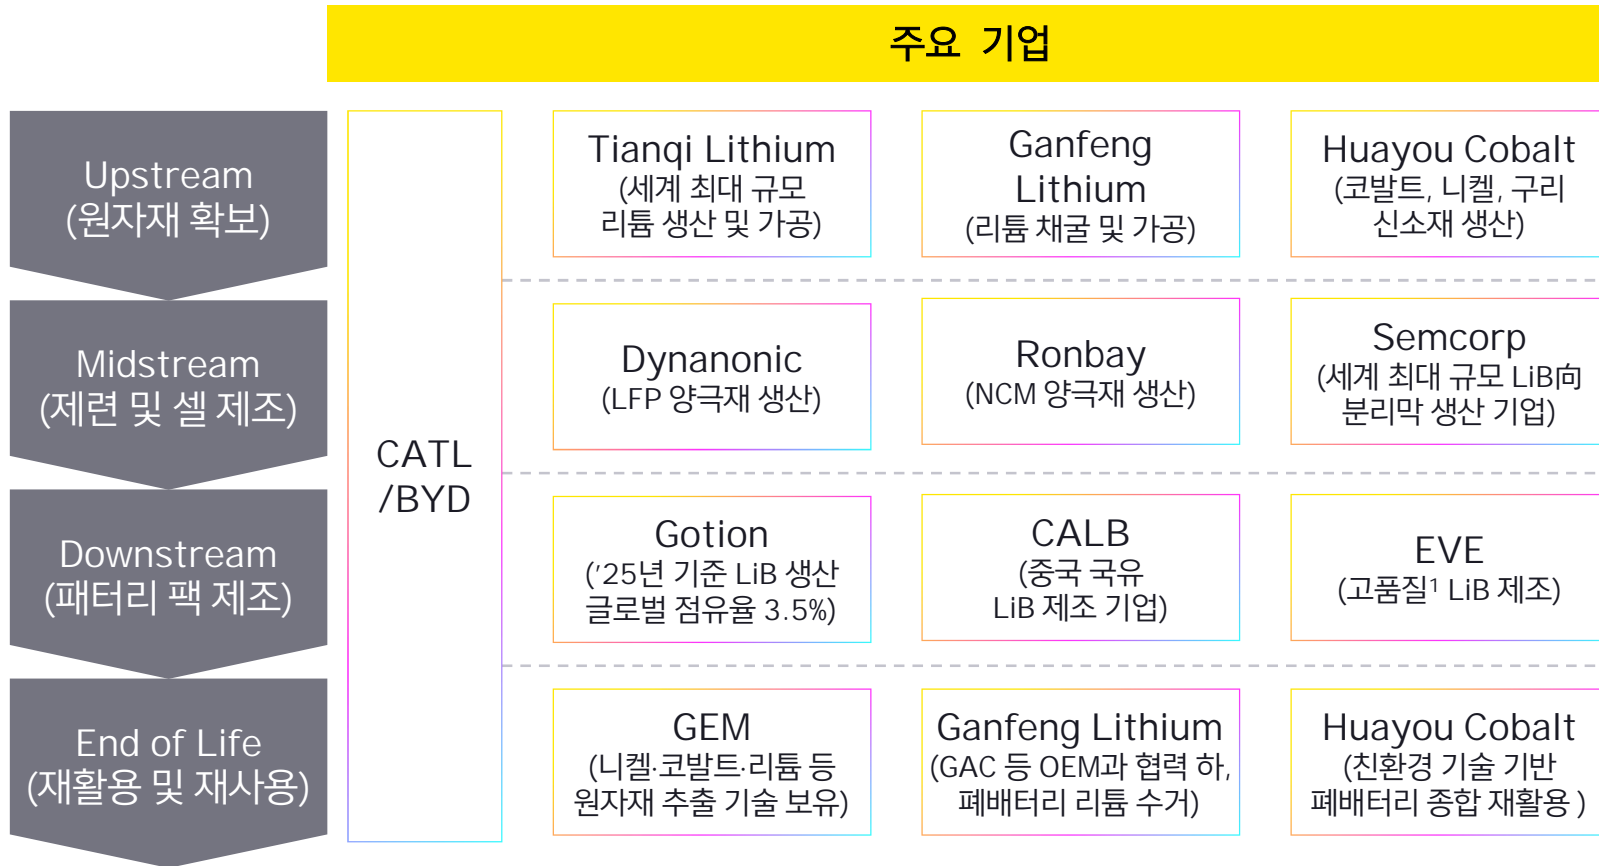 주요 기업
Upstream
(원자재 확보)
Tianqi Lithium
(세계 최대 규모
리튬 생산 및 가공)
Ganfeng
Lithium
(리튬 채굴 및 가공)
Huayou Cobalt
(코발트, 니켈, 구리
신소재 생산)
Midstream
(제련 및 셀 제조)
Dynanonic
(LFP 양극재 생산)
Ronbay
(NCM 양극재 생산)
Semcorp
(세계 최대 규모 LiB向
분리막 생산 기업)
CATL
/BYD
Downstream
(패터리 팩 제조)
Gotion
('25년 기준 LiB 생산
글로벌 점유율 3.5%)
CALB
(중국 국유
LiB 제조 기업)
EVE
(고품질¹ LiB 제조)
End of Life
(재활용 및 재사용)
GEM
(니켈·코발트·리튬 등
원자재 추출 기술 보유)
Ganfeng Lithium
(GAC 등 OEM과 협력 하,
폐배터리 리튬 수거)
Huayou Cobalt
(친환경 기술 기반
폐배터리 종합 재활용 )